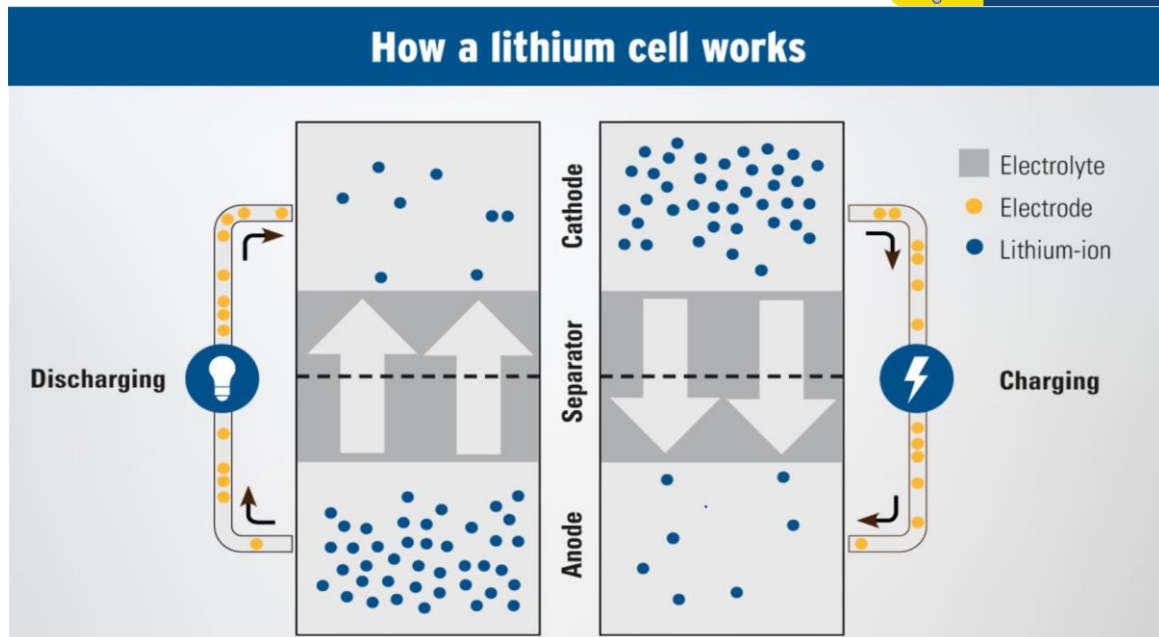 How a lithium cell works
Cathode
Electrolyte
Electrode
Lithium-ion
Discharging
Separator
Charging
Anode